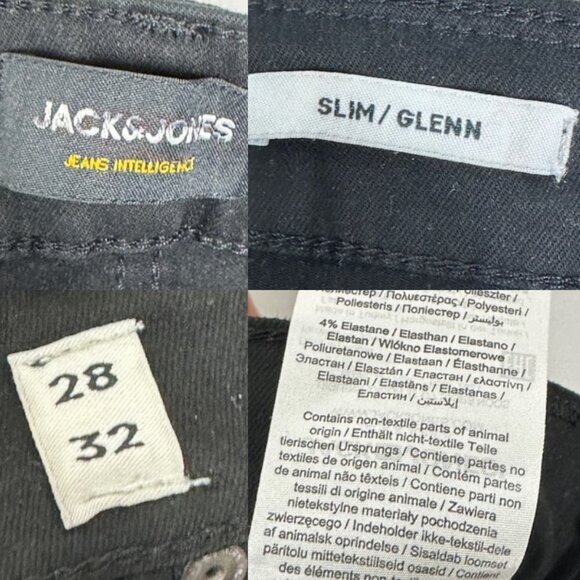 JACK&JONES
JEANS INTELLIGENCE
SLIM / GLENN
28
32
Poliesteris / Полиестер / بوليستر
4% Elastane / Elasthan / Elastano /
Elastan / Włókno Elastomerowe
Poliuretanowe / Elastaan / Élasthanne /
Эластан / Elasztán / Еластан / ελαστίνη /
Elastaani / Elastāns / Elastanas /
Еластин / إيلاستين
Contains non-textile parts of animal
origin / Enthält nicht-textile Teile
tierischen Ursprungs / Contiene partes no
textiles de origen animal / Contém partes
de animal não têxteis / Contiene parti non
tessili di origine animale / Zawiera
nietekstylne materiały pochodzenia
zwierzęcego / Indeholder ikke-tekstil-dele
af animalsk oprindelse / Sisaldab loomset
päritolu mittetekstiilseid osasid / Contient
des éléments non